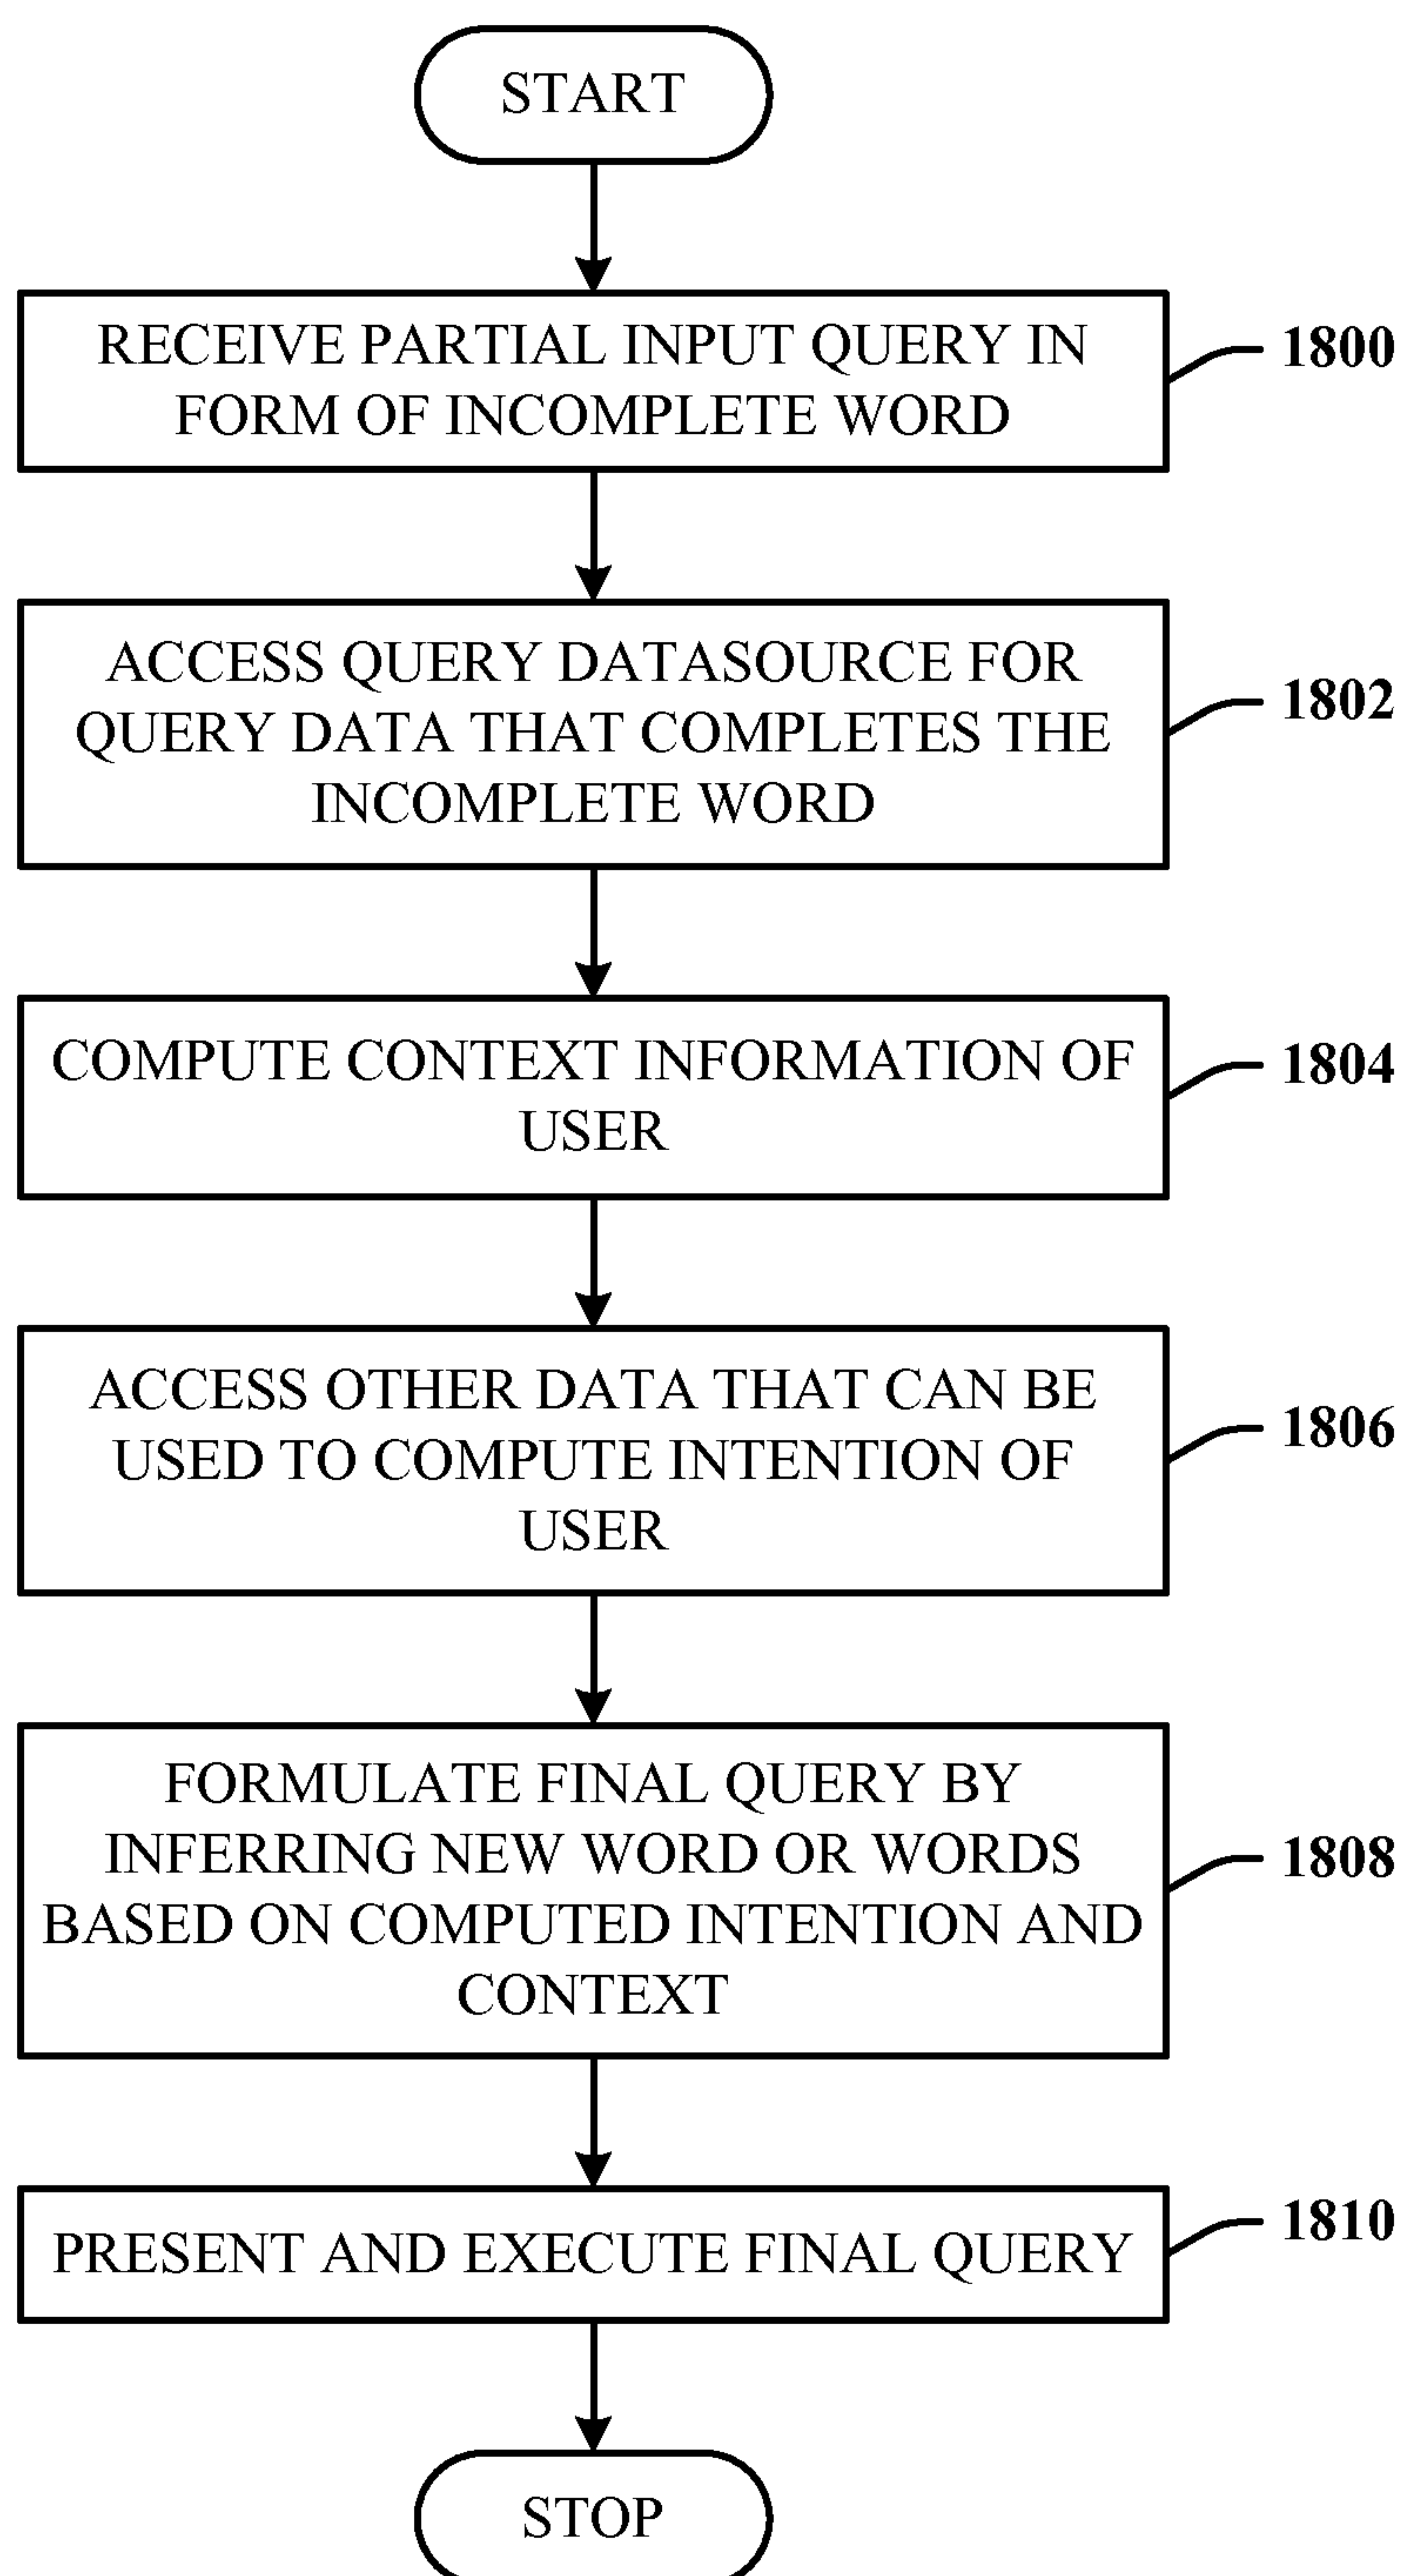 START
RECEIVE PARTIAL INPUT QUERY IN
FORM OF INCOMPLETE WORD
1800
ACCESS QUERY DATASOURCE FOR
QUERY DATA THAT COMPLETES THE
INCOMPLETE WORD
1802
COMPUTE CONTEXT INFORMATION OF
USER
1804
ACCESS OTHER DATA THAT CAN BE
USED TO COMPUTE INTENTION OF
USER
1806
FORMULATE FINAL QUERY BY
INFERRING NEW WORD OR WORDS
BASED ON COMPUTED INTENTION AND
CONTEXT
1808
PRESENT AND EXECUTE FINAL QUERY
1810
STOP